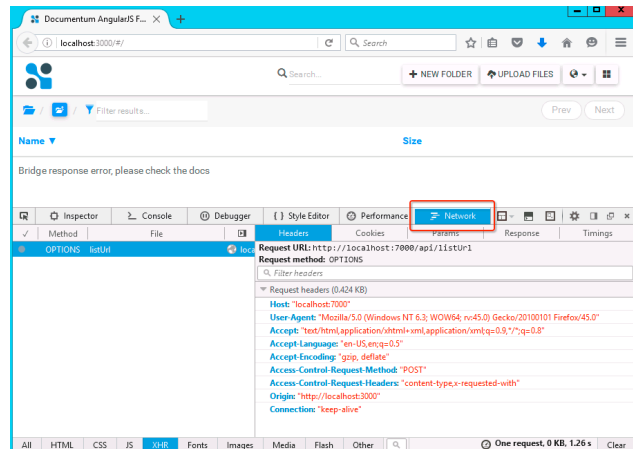 Documentum AngularJS F...
localhost:3000/#/
Search
Search...
NEW FOLDER
UPLOAD FILES
/ / Filter results...
Prev
Next
Name
Size
Bridge response error, please check the docs
Inspector
Console
Debugger
{ } Style Editor
Performance
Network
✓ Method File
Headers
Cookies
Params
Response
Timings
OPTIONS listUrl loca
Request URL: http://localhost:7000/api/listUrl
Request method: OPTIONS
Filter headers
Request headers (0.424 KB)
Host: "localhost:7000"
User-Agent: "Mozilla/5.0 (Windows NT 6.3; WOW64; rv:45.0) Gecko/20100101 Firefox/45.0"
Accept: "text/html,application/xhtml+xml,application/xml;q=0.9,*/*;q=0.8"
Accept-Language: "en-US,en;q=0.5"
Accept-Encoding: "gzip, deflate"
Access-Control-Request-Method: "POST"
Access-Control-Request-Headers: "content-type,x-requested-with"
Origin: "http://localhost:3000"
Connection: "keep-alive"
All HTML CSS JS XHR Fonts Images Media Flash Other
One request, 0 KB, 1.26 s Clear